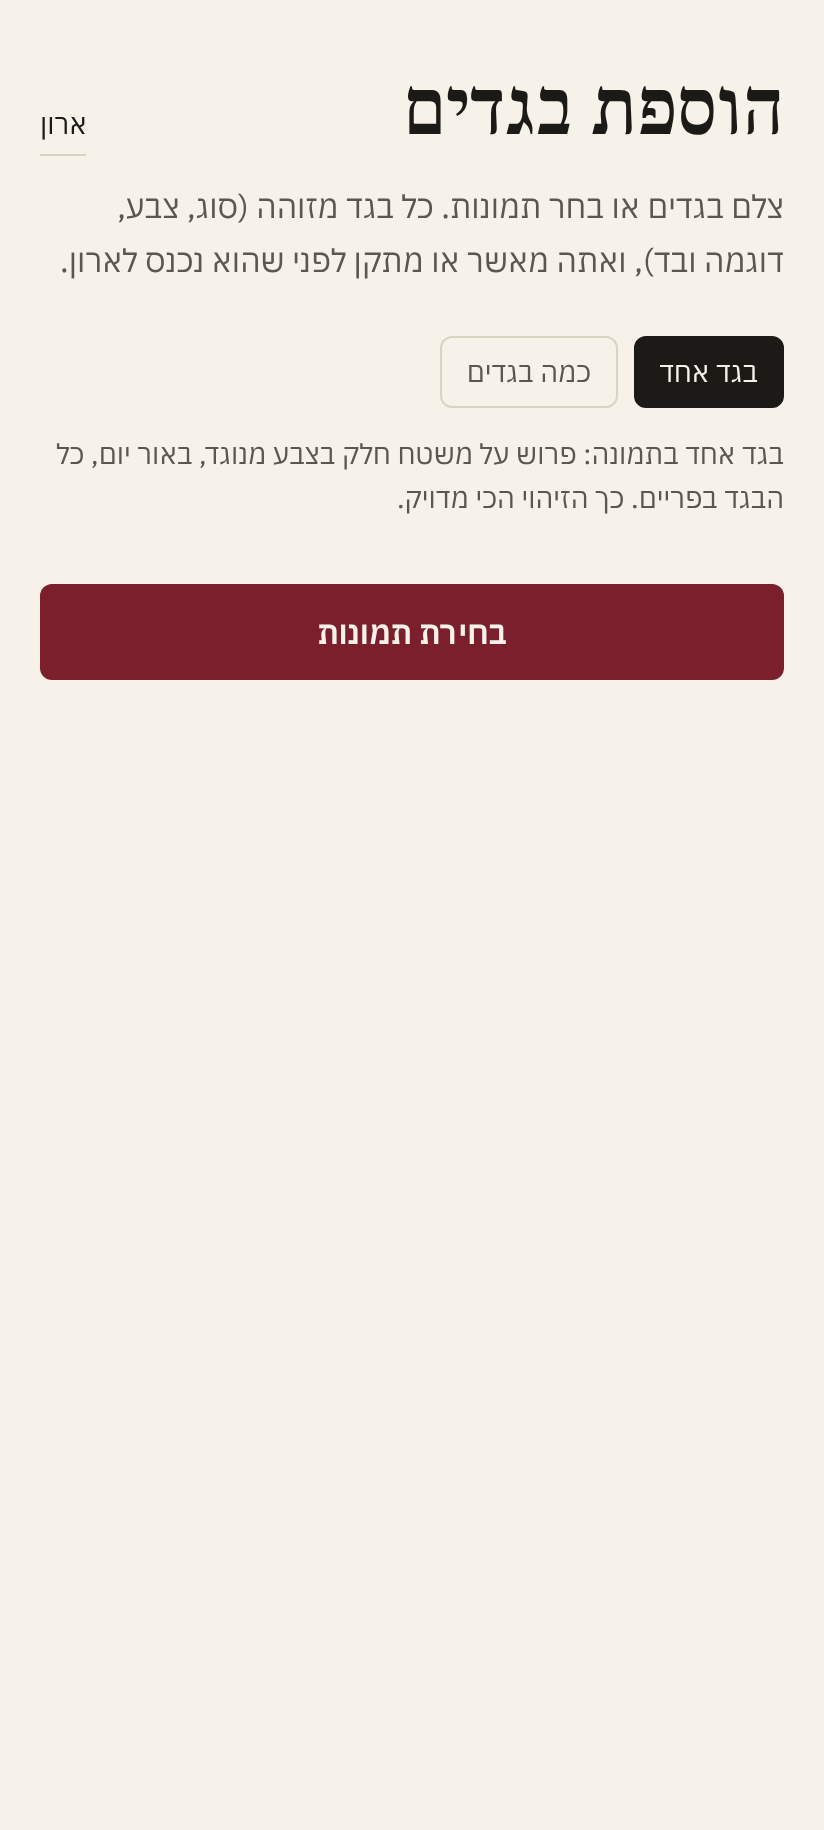 הוספת בגדים
ארון
צלם בגדים או בחר תמונות. כל בגד מזוהה (סוג, צבע,
דוגמה ובד), ואתה מאשר או מתקן לפני שהוא נכנס לארון.
בגד אחד
כמה בגדים
בגד אחד בתמונה: פרוש על משטח חלק בצבע מנוגד, באור יום, כל
הבגד בפריים. כך הזיהוי הכי מדויק.
בחירת תמונות